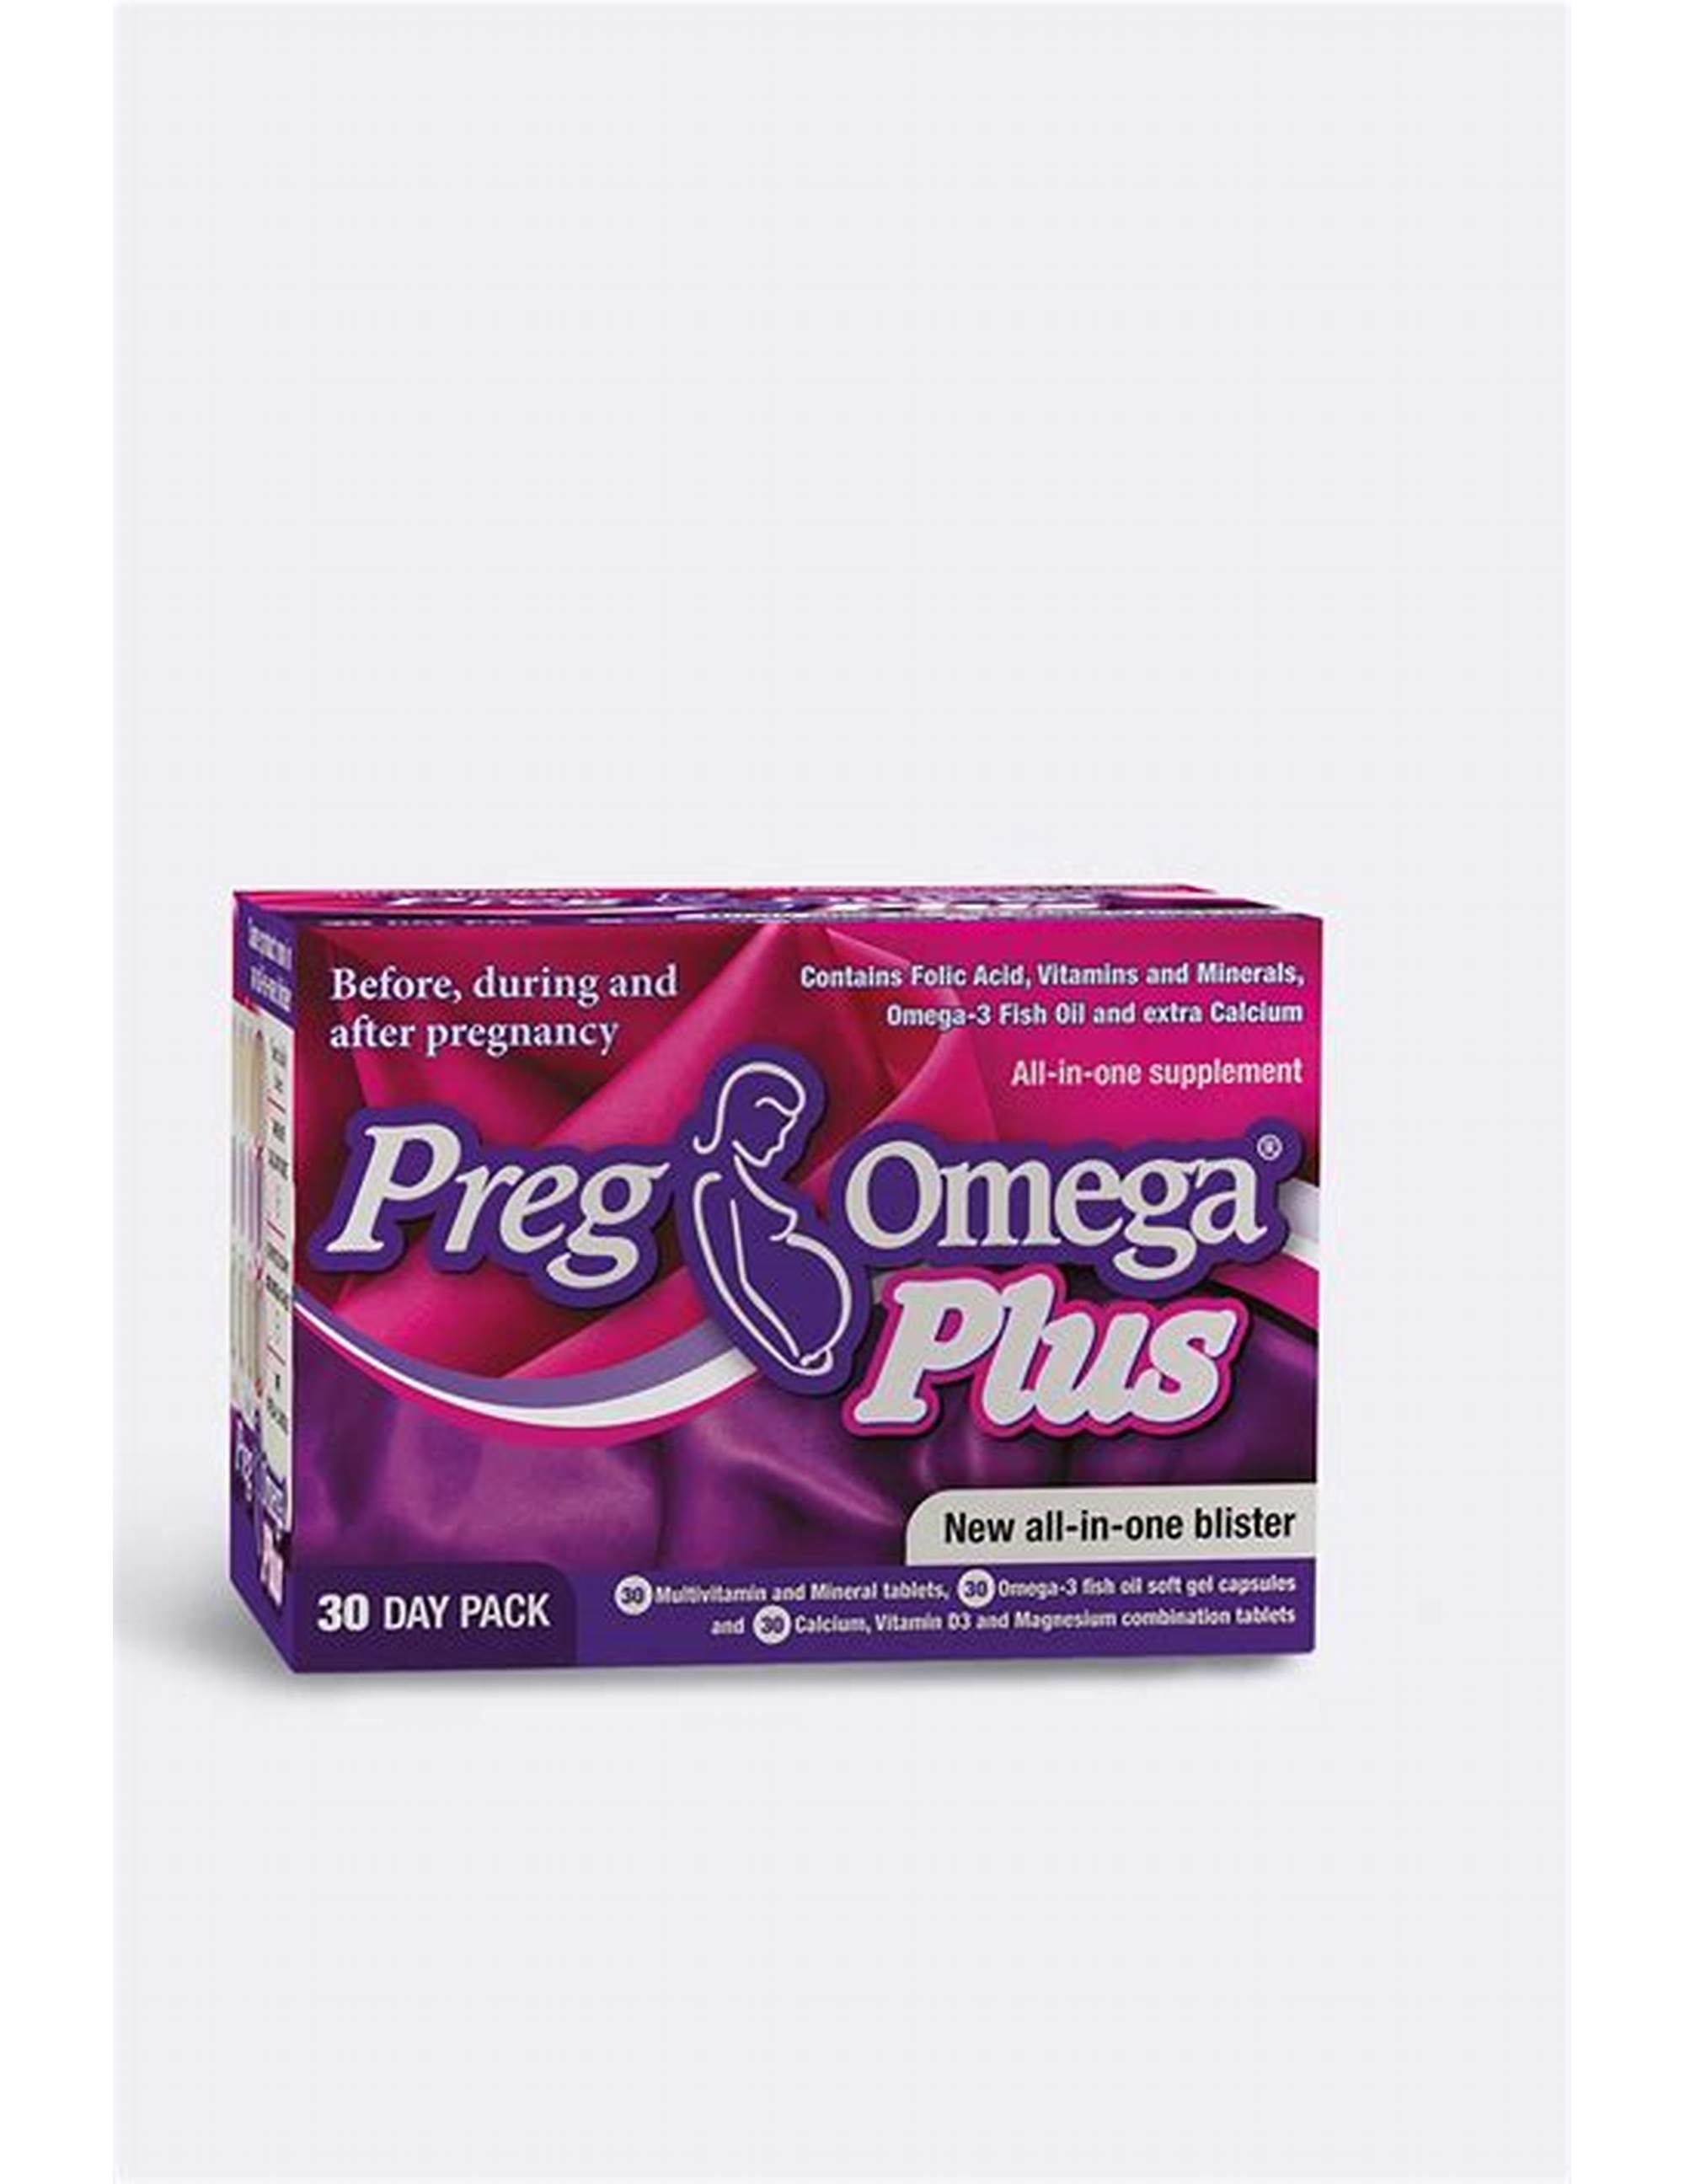 Before, during and
after pregnancy
Contains Folic Acid, Vitamins and Minerals,
Omega-3 Fish Oil and extra Calcium
All-in-one supplement
Preg Omega®
Plus
New all-in-one blister
30 DAY PACK
30 Multivitamin and Mineral tablets, 30 Omega-3 fish oil soft gel capsules
and 30 Calcium, Vitamin D3 and Magnesium combination tablets